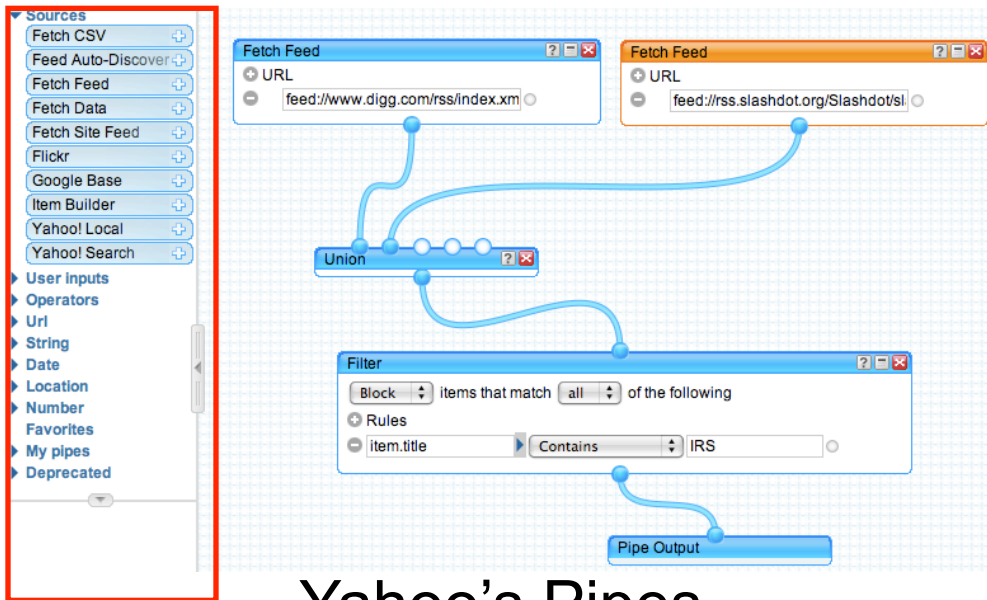 Sources
Fetch CSV
Feed Auto-Discover
Fetch Feed
Fetch Data
Fetch Site Feed
Flickr
Google Base
Item Builder
Yahoo! Local
Yahoo! Search
User inputs
Operators
Url
String
Date
Location
Number
Favorites
My pipes
Deprecated
Fetch Feed ?
URL
feed://www.digg.com/rss/index.xm
Fetch Feed ?
URL
feed://rss.slashdot.org/Slashdot/sl
Union ?
Filter ?
Block items that match all of the following
Rules
item.title Contains IRS
Pipe Output
Yahoo's Pipes